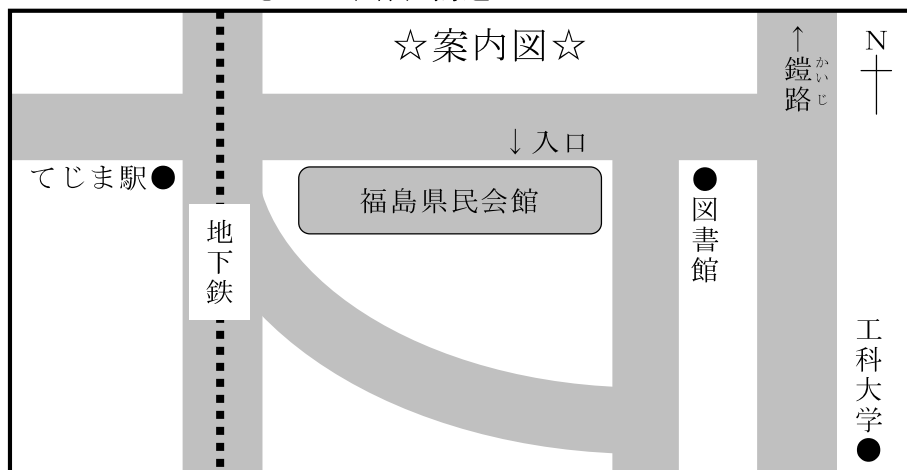 ☆案内図☆
↑鎧路
かいじ
N
↓入口
てじま駅●
福島県民会館
●図書館
地下鉄
工科大学●